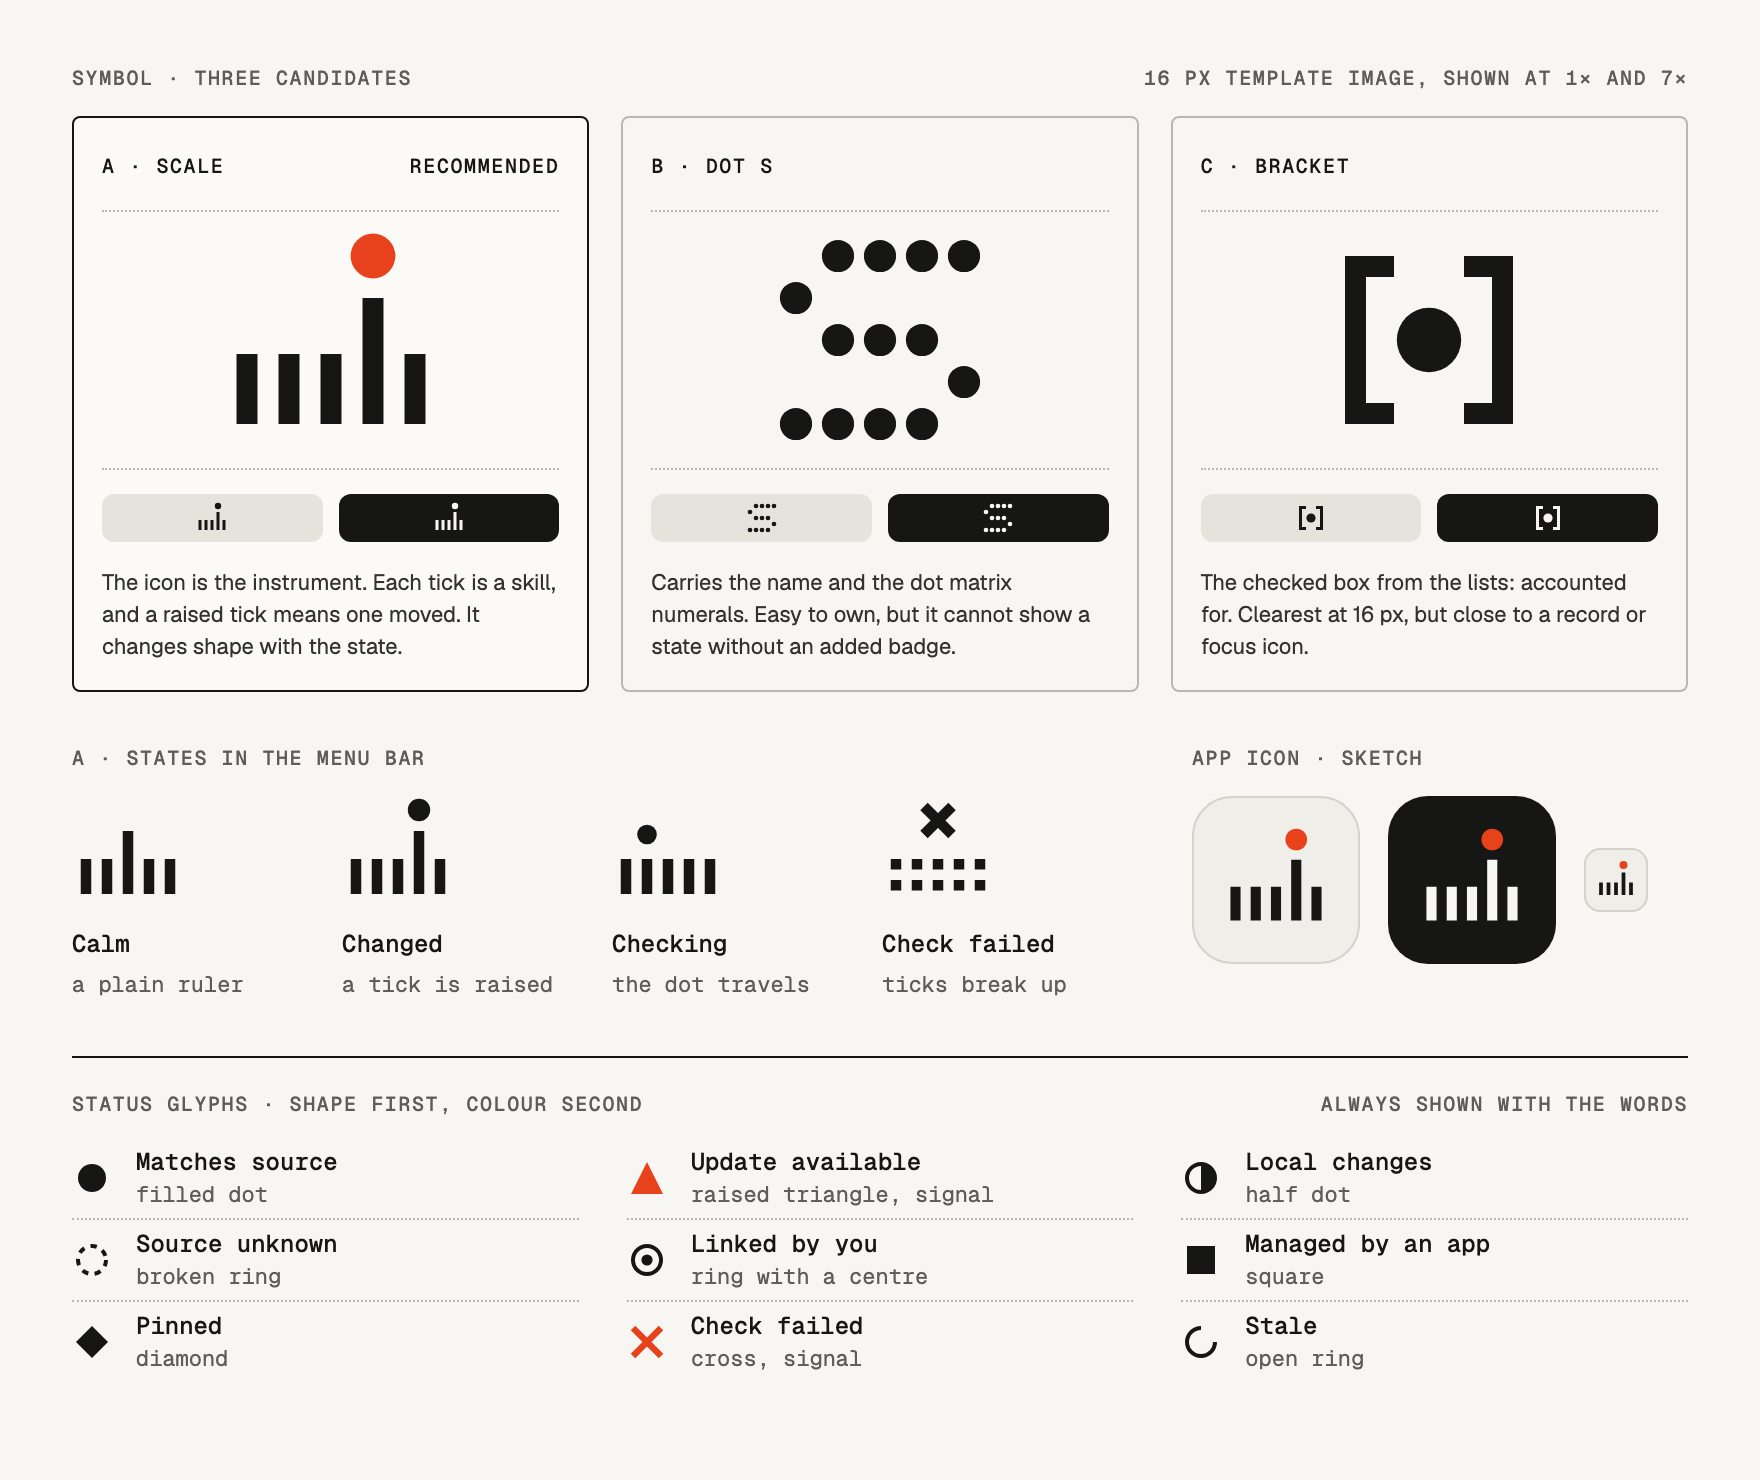 SYMBOL · THREE CANDIDATES
16 PX TEMPLATE IMAGE, SHOWN AT 1× AND 7×
A · SCALE
RECOMMENDED
The icon is the instrument. Each tick is a skill,
and a raised tick means one moved. It
changes shape with the state.
B · DOT S
Carries the name and the dot matrix
numerals. Easy to own, but it cannot show a
state without an added badge.
C · BRACKET
The checked box from the lists: accounted
for. Clearest at 16 px, but close to a record or
focus icon.
A · STATES IN THE MENU BAR
Calm
a plain ruler
Changed
a tick is raised
Checking
the dot travels
Check failed
ticks break up
APP ICON · SKETCH
STATUS GLYPHS · SHAPE FIRST, COLOUR SECOND
ALWAYS SHOWN WITH THE WORDS
Matches source
filled dot
Update available
raised triangle, signal
Local changes
half dot
Source unknown
broken ring
Linked by you
ring with a centre
Managed by an app
square
Pinned
diamond
Check failed
cross, signal
Stale
open ring